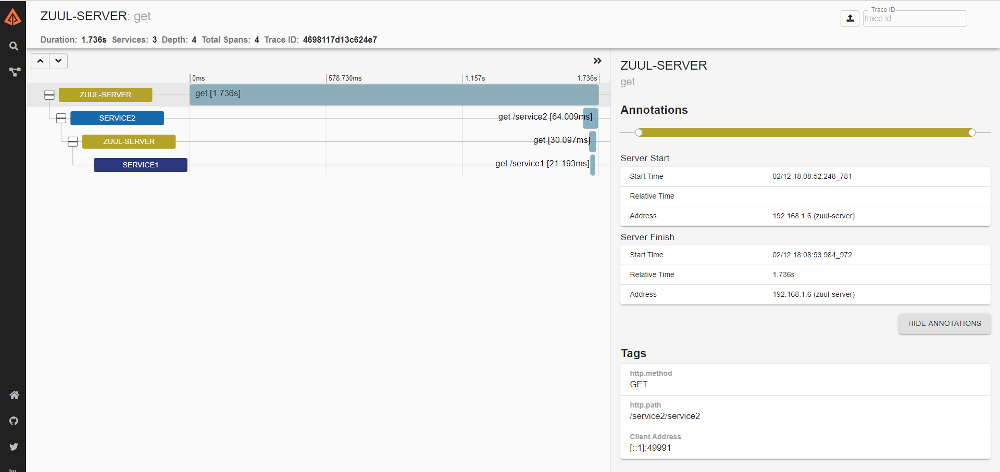 ZUUL-SERVER: get
Trace ID
trace id...
Duration: 1.736s Services: 3 Depth: 4 Total Spans: 4 Trace ID: 4698117d13c624e7
0ms 578.730ms 1.157s 1.736s
ZUUL-SERVER get [1.736s]
SERVICE2 get /service2 [64.009ms]
ZUUL-SERVER get [30.097ms]
SERVICE1 get /service1 [21.193ms]
ZUUL-SERVER
get
Annotations
Server Start
Start Time 02/12 18:08:52.248_781
Relative Time
Address 192.168.1.6 (zuul-server)
Server Finish
Start Time 02/12 18:08:53.984_972
Relative Time 1.736s
Address 192.168.1.6 (zuul-server)
HIDE ANNOTATIONS
Tags
http.method
GET
http.path
/service2/service2
Client Address
[::1]:49991